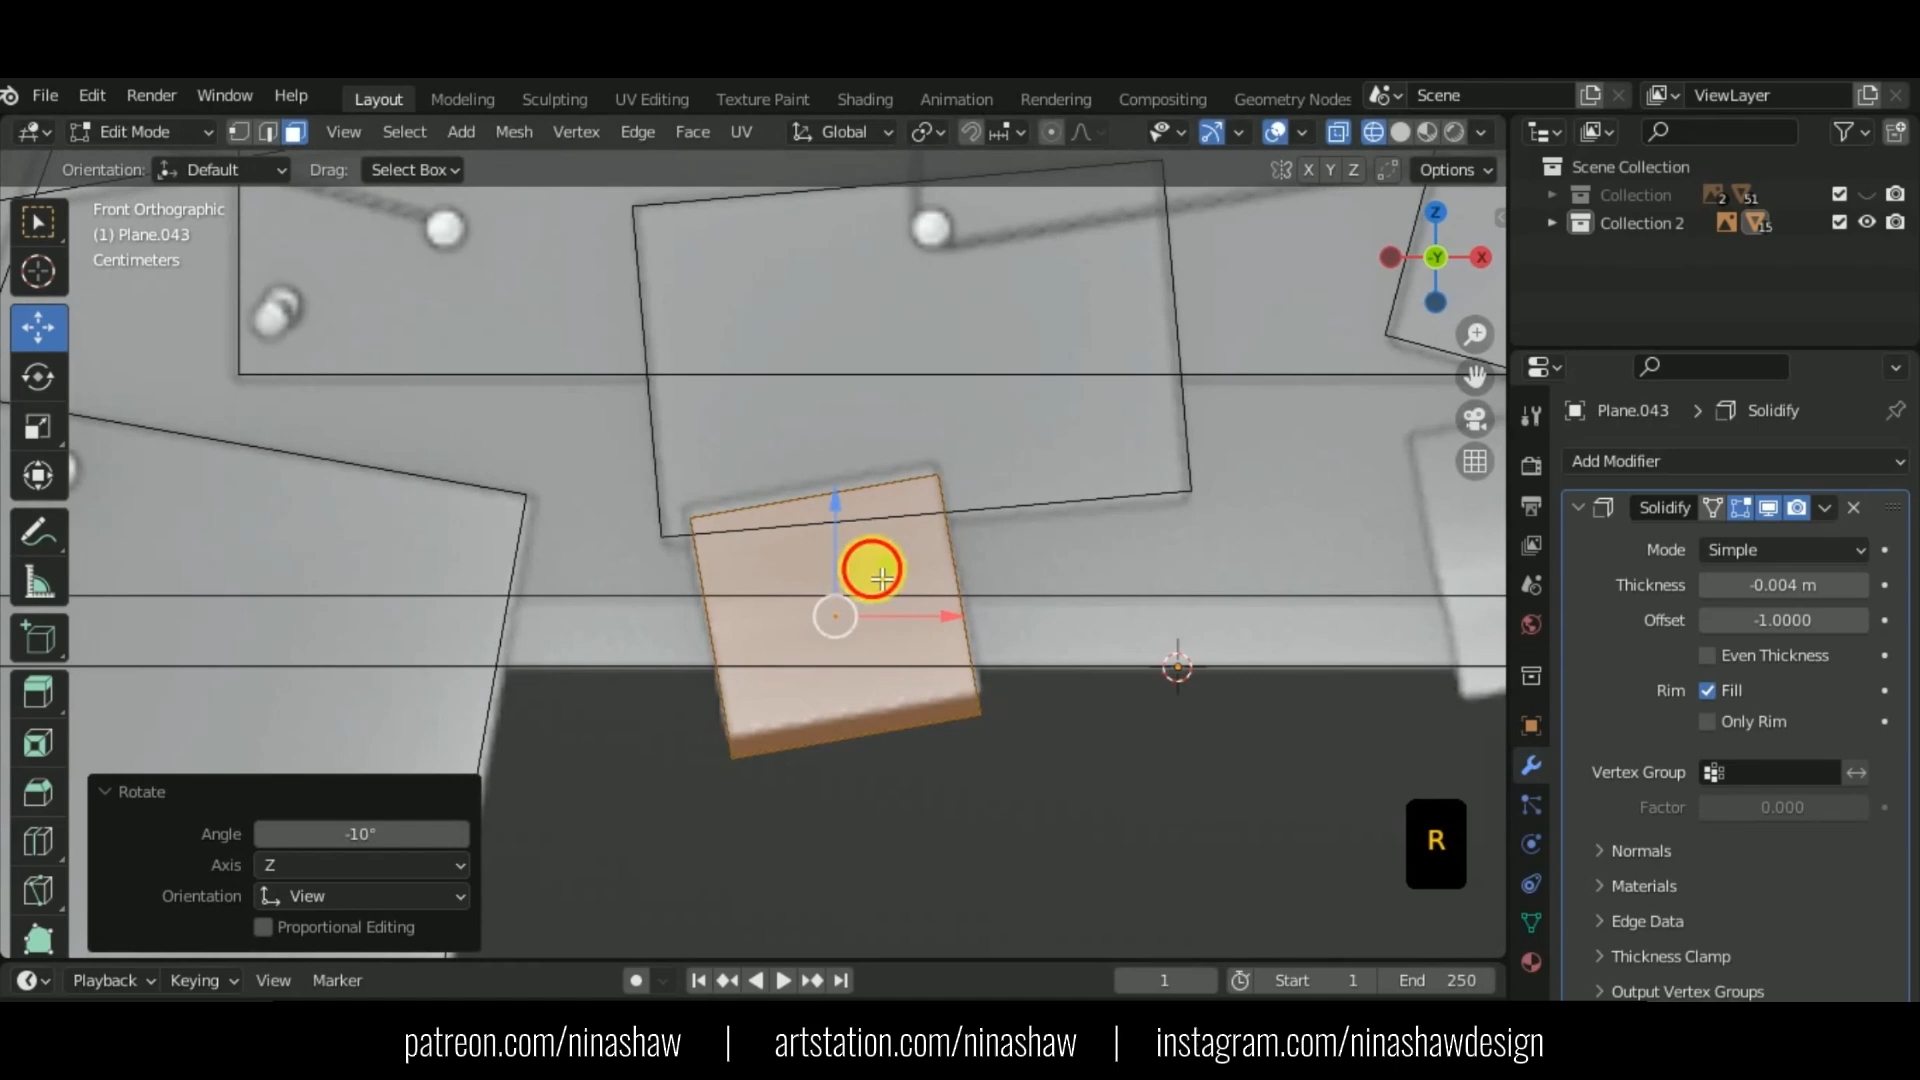 File Edit Render Window Help Layout Modeling Sculpting UV Editing Texture Paint Shading Animation Rendering Compositing Geometry Nodes Scene ViewLayer
Edit Mode View Select Add Mesh Vertex Edge Face UV Global
Orientation: Default Drag: Select Box X Y Z Options
Scene Collection
Collection 2 51
Collection 2 15
Front Orthographic
(1) Plane.043
Centimeters
Z
-Y X
Plane.043 > Solidify
Add Modifier
Solidify
Mode Simple
Thickness -0.004 m
Offset -1.0000
Even Thickness
Rim Fill
Only Rim
Vertex Group
Factor 0.000
Normals
Materials
Edge Data
Thickness Clamp
Output Vertex Groups
Rotate
Angle -10°
Axis Z
Orientation View
Proportional Editing
R
Playback Keying View Marker 1 Start 1 End 250
patreon.com/ninashaw | artstation.com/ninashaw | instagram.com/ninashawdesign